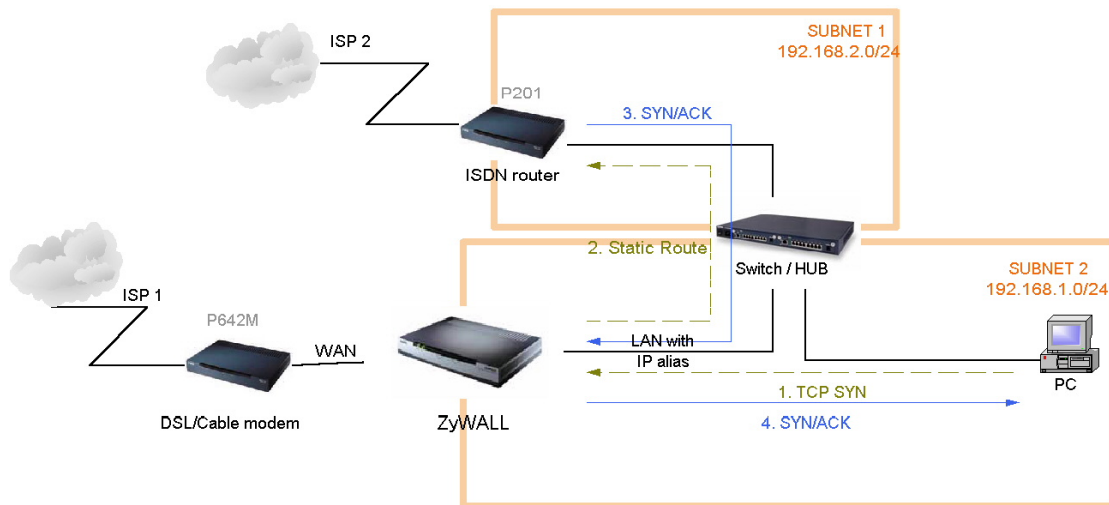 SUBNET 1
192.168.2.0/24
ISP 2
P201
3. SYN/ACK
ISDN router
2. Static Route
Switch / HUB
SUBNET 2
192.168.1.0/24
ISP 1
P642M
WAN
LAN with
IP alias
PC
1. TCP SYN
DSL/Cable modem
ZyWALL
4. SYN/ACK